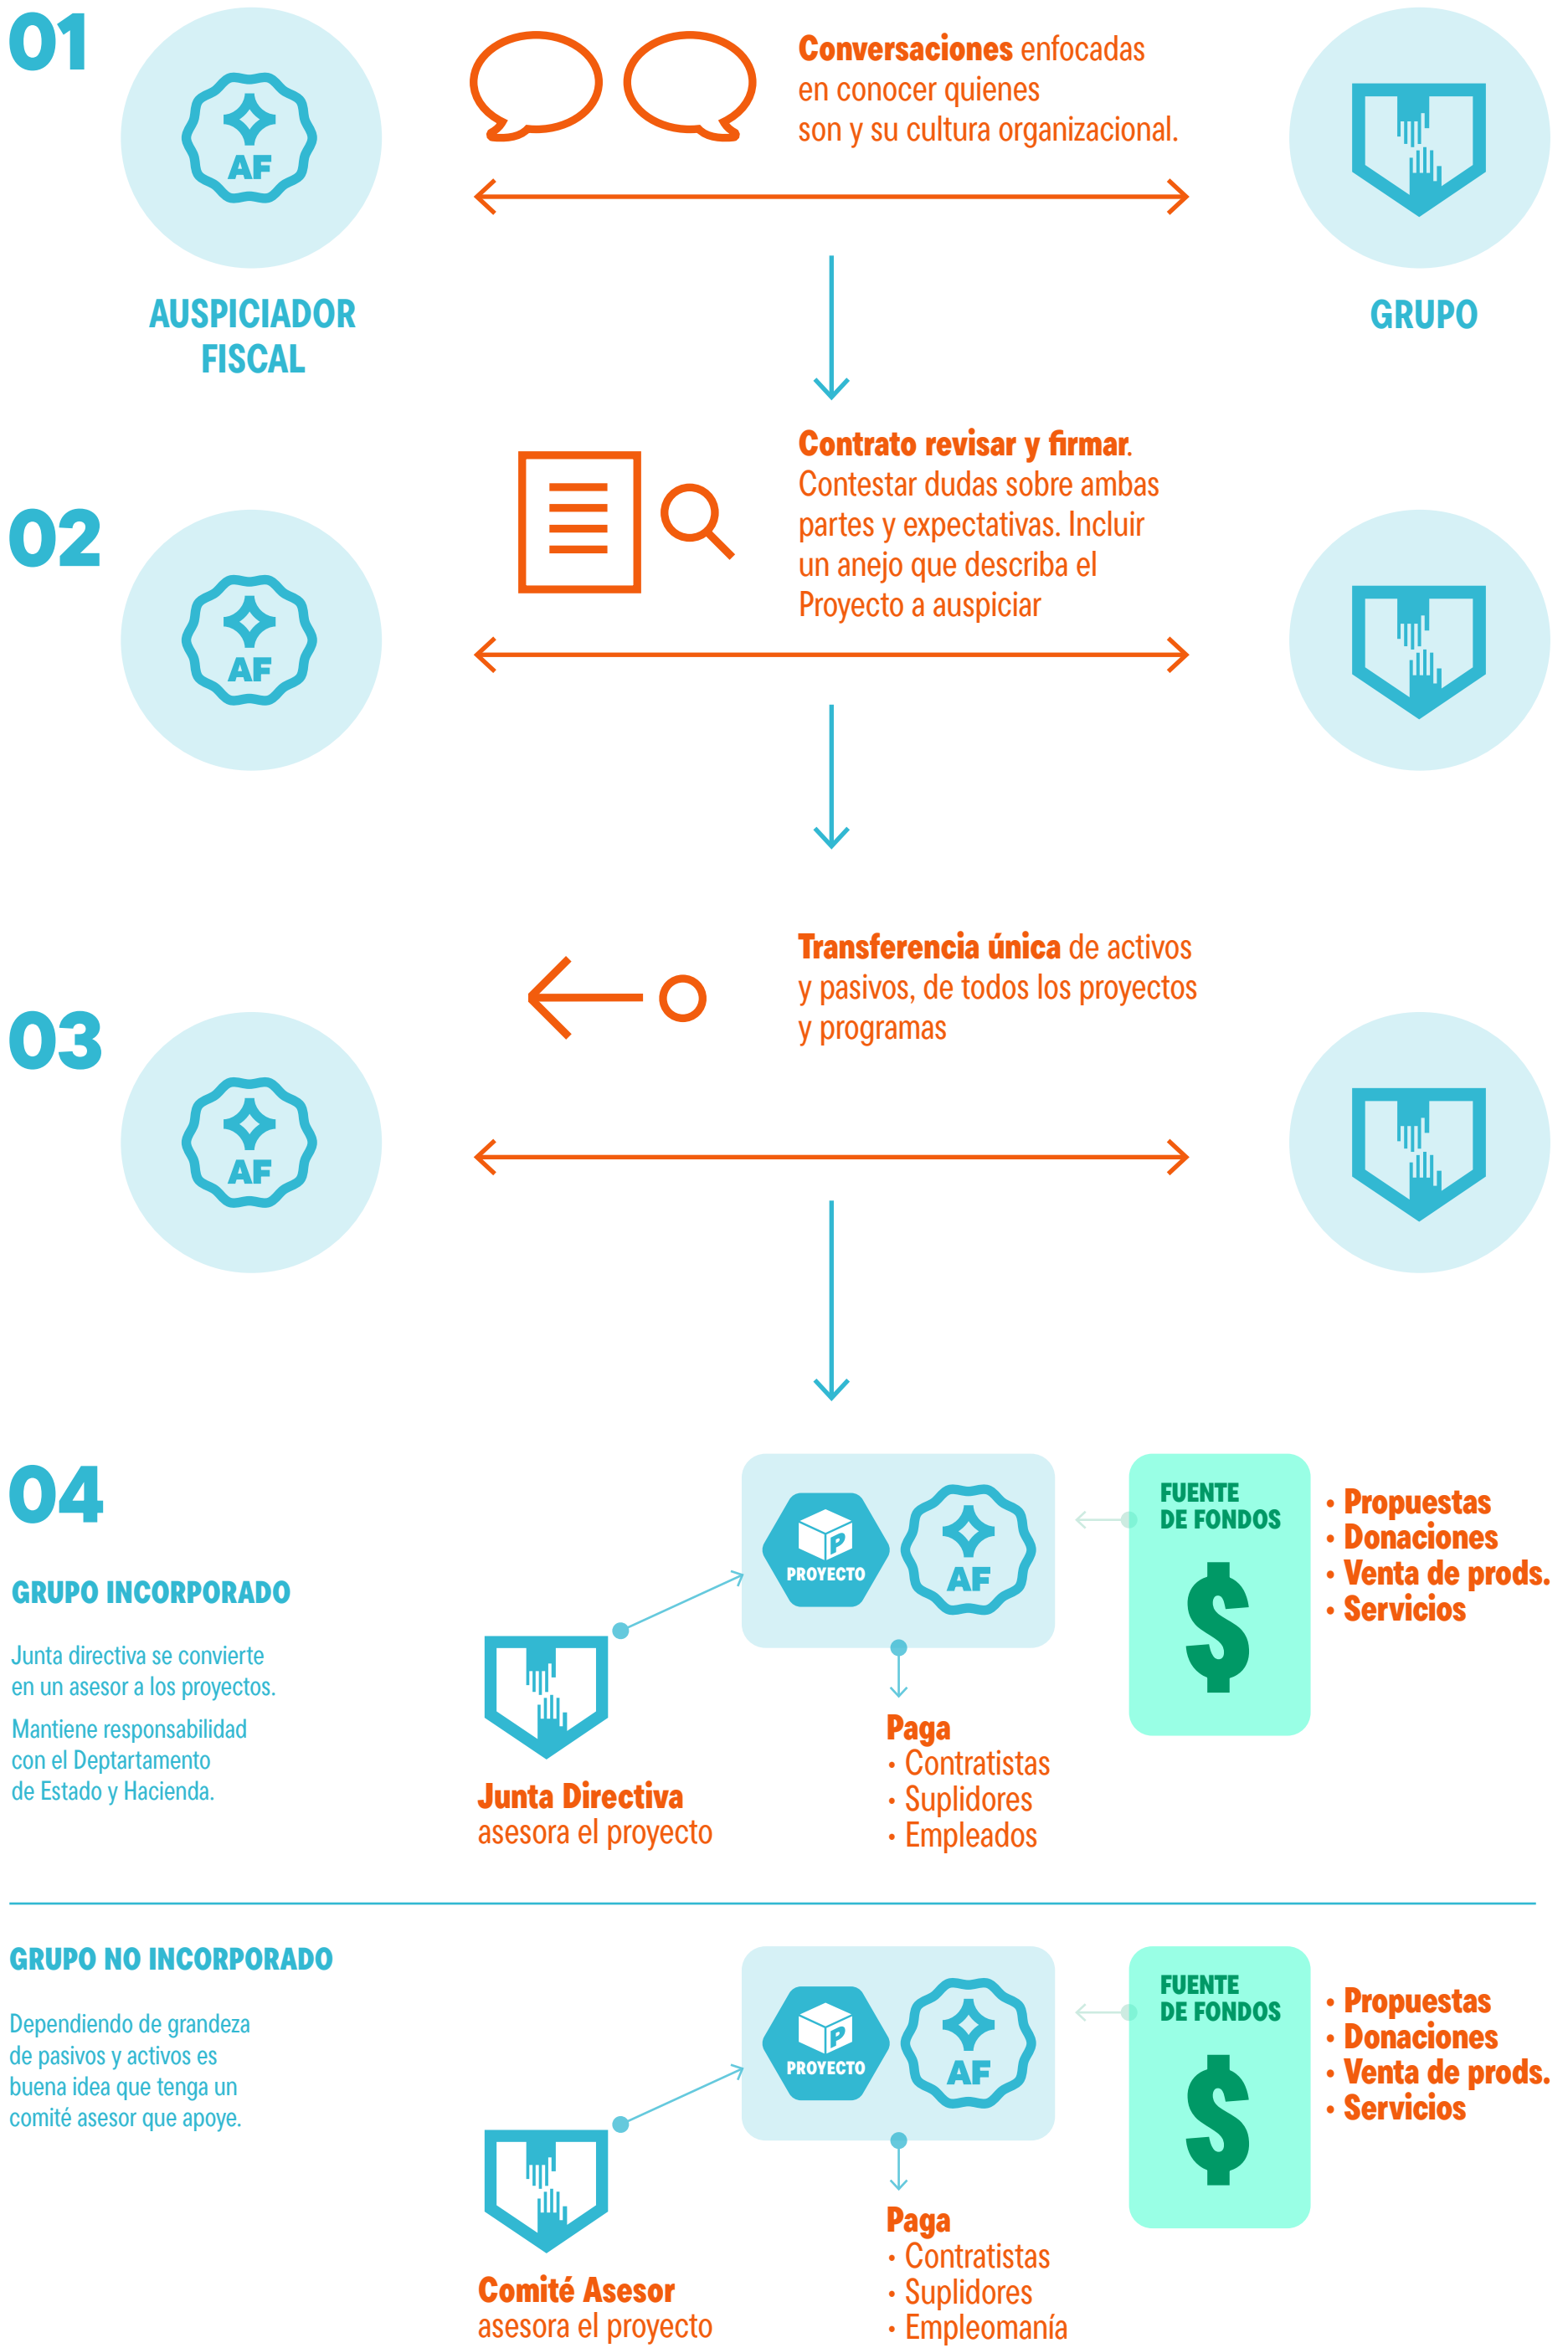 01
AF
AUSPICIADOR
FISCAL
Conversaciones enfocadas
en conocer quienes
son y su cultura organizacional.
GRUPO
02
AF
Contrato revisar y firmar.
Contestar dudas sobre ambas
partes y expectativas. Incluir
un anejo que describa el
Proyecto a auspiciar
03
AF
Transferencia única de activos
y pasivos, de todos los proyectos
y programas
04
GRUPO INCORPORADO
Junta directiva se convierte
en un asesor a los proyectos.
Mantiene responsabilidad
con el Deptartamento
de Estado y Hacienda.
Junta Directiva
asesora el proyecto
P
PROYECTO
AF
Paga
• Contratistas
• Suplidores
• Empleados
FUENTE
DE FONDOS
$
• Propuestas
• Donaciones
• Venta de prods.
• Servicios
GRUPO NO INCORPORADO
Dependiendo de grandeza
de pasivos y activos es
buena idea que tenga un
comité asesor que apoye.
Comité Asesor
asesora el proyecto
P
PROYECTO
AF
Paga
• Contratistas
• Suplidores
• Empleomanía
FUENTE
DE FONDOS
$
• Propuestas
• Donaciones
• Venta de prods.
• Servicios